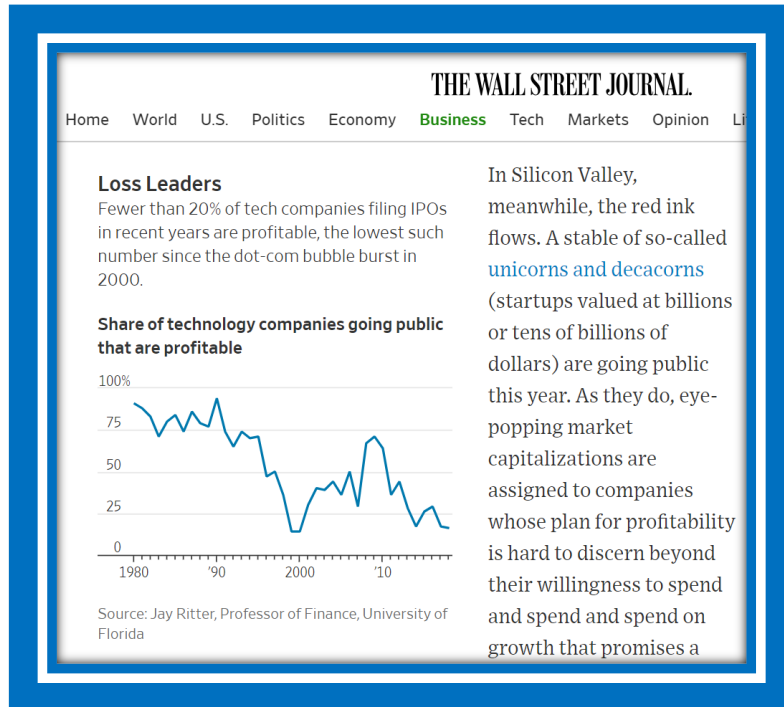 THE WALL STREET JOURNAL.
Home World U.S. Politics Economy Business Tech Markets Opinion
Loss Leaders
Fewer than 20% of tech companies filing IPOs
in recent years are profitable, the lowest such
number since the dot-com bubble burst in
2000.
Share of technology companies going public
that are profitable
100%
75
50
25
0
1980 '90 2000 '10
Source: Jay Ritter, Professor of Finance, University of
Florida
In Silicon Valley,
meanwhile, the red ink
flows. A stable of so-called
unicorns and decacorns
(startups valued at billions
or tens of billions of
dollars) are going public
this year. As they do, eye-
popping market
capitalizations are
assigned to companies
whose plan for profitability
is hard to discern beyond
their willingness to spend
and spend and spend on
growth that promises a